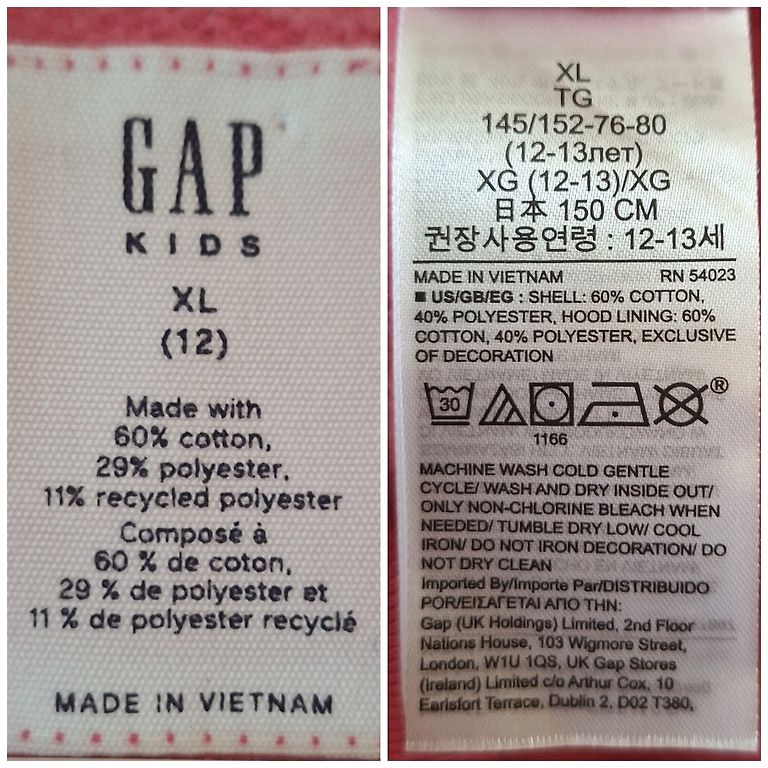 GAP
KIDS
XL
(12)
Made with
60% cotton,
29% polyester,
11% recycled polyester
Composé à
60 % de coton,
29 % de polyester et
11 % de polyester recyclé
MADE IN VIETNAM
XL
TG
145/152-76-80
(12-13лет)
XG (12-13)/XG
日本 150 CM
권장사용연령 : 12-13세
MADE IN VIETNAM RN 54023
■ US/GB/EG : SHELL: 60% COTTON,
40% POLYESTER, HOOD LINING: 60%
COTTON, 40% POLYESTER, EXCLUSIVE
OF DECORATION
30
®
1166
MACHINE WASH COLD GENTLE
CYCLE/ WASH AND DRY INSIDE OUT/
ONLY NON-CHLORINE BLEACH WHEN
NEEDED/ TUMBLE DRY LOW/ COOL
IRON/ DO NOT IRON DECORATION/ DO
NOT DRY CLEAN
Imported By/Importe Par/DISTRIBUIDO
POR/ΕΙΣΑΓΕΤΑΙ ΑΠΟ ΤΗΝ:
Gap (UK Holdings) Limited, 2nd Floor
Nations House, 103 Wigmore Street,
London, W1U 1QS, UK Gap Stores
(Ireland) Limited c/o Arthur Cox, 10
Earlsfort Terrace, Dublin 2, D02 T380,